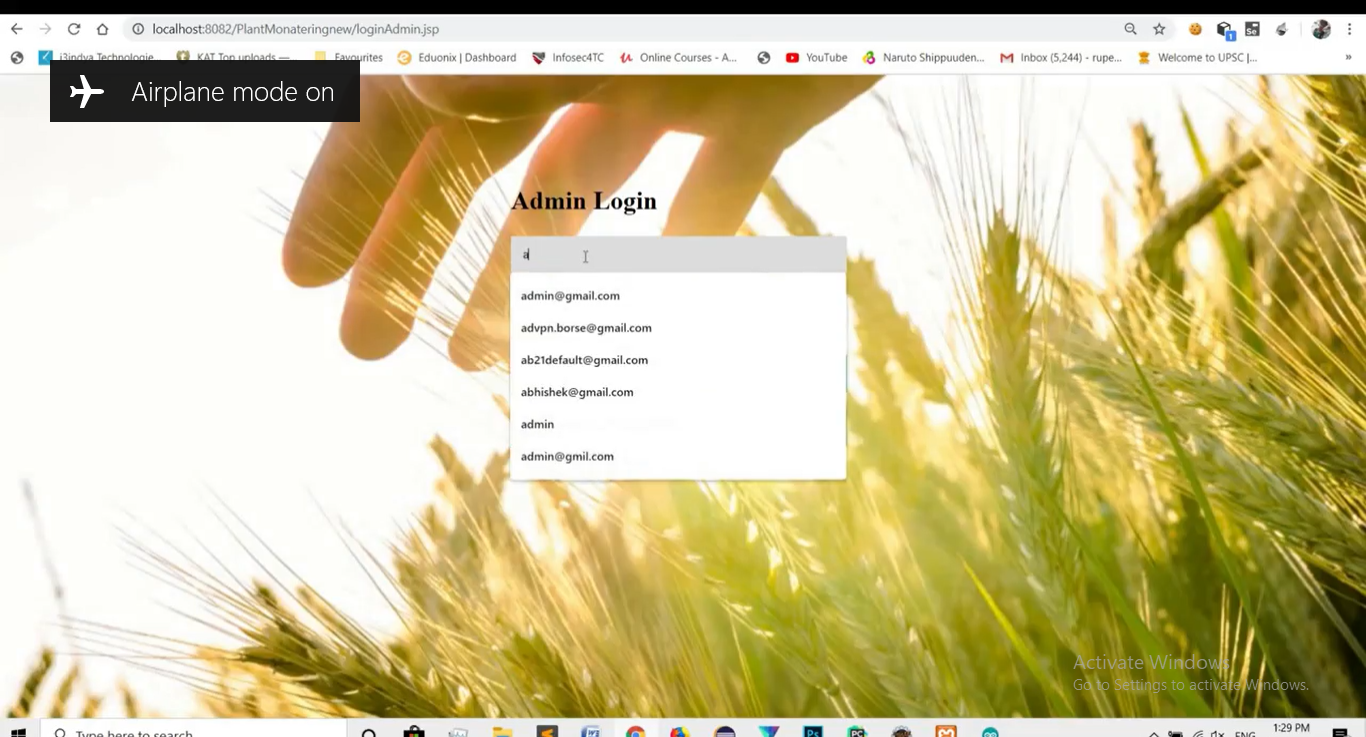 localhost:8082/PlantMonateringnew/loginAdmin.jsp
i3indya Technologie
KAT Top uploads —
Favourites
Eduonix | Dashboard
Infosec4TC
Online Courses - A...
YouTube
Naruto Shippuuden...
Inbox (5,244) - rupe...
Welcome to UPSC |...
»
Airplane mode on
Admin Login
a
admin@gmail.com
advpn.borse@gmail.com
ab21default@gmail.com
abhishek@gmail.com
admin
admin@gmil.com
Activate Windows
Go to Settings to activate Windows.
Type here to search
ENG
1:29 PM